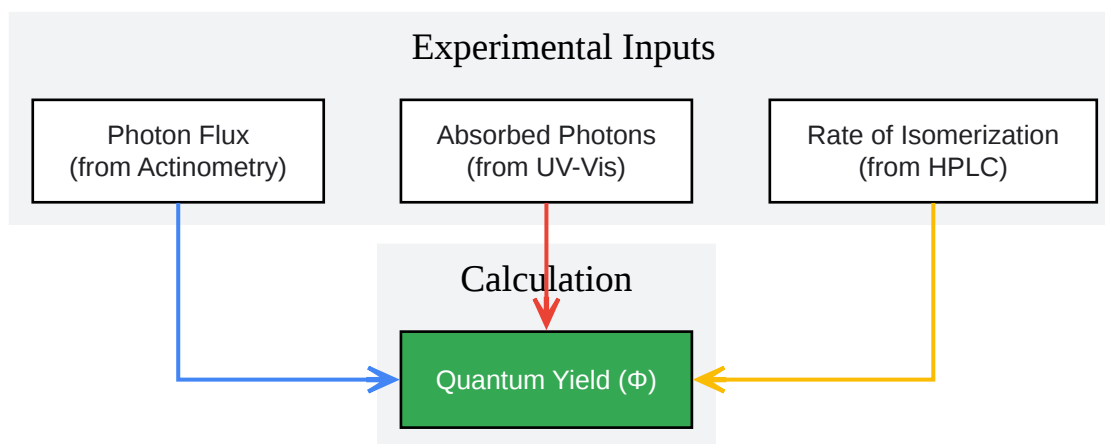 Experimental Inputs
Photon Flux
(from Actinometry)
Absorbed Photons
(from UV-Vis)
Rate of Isomerization
(from HPLC)
Calculation
Quantum Yield (Φ)